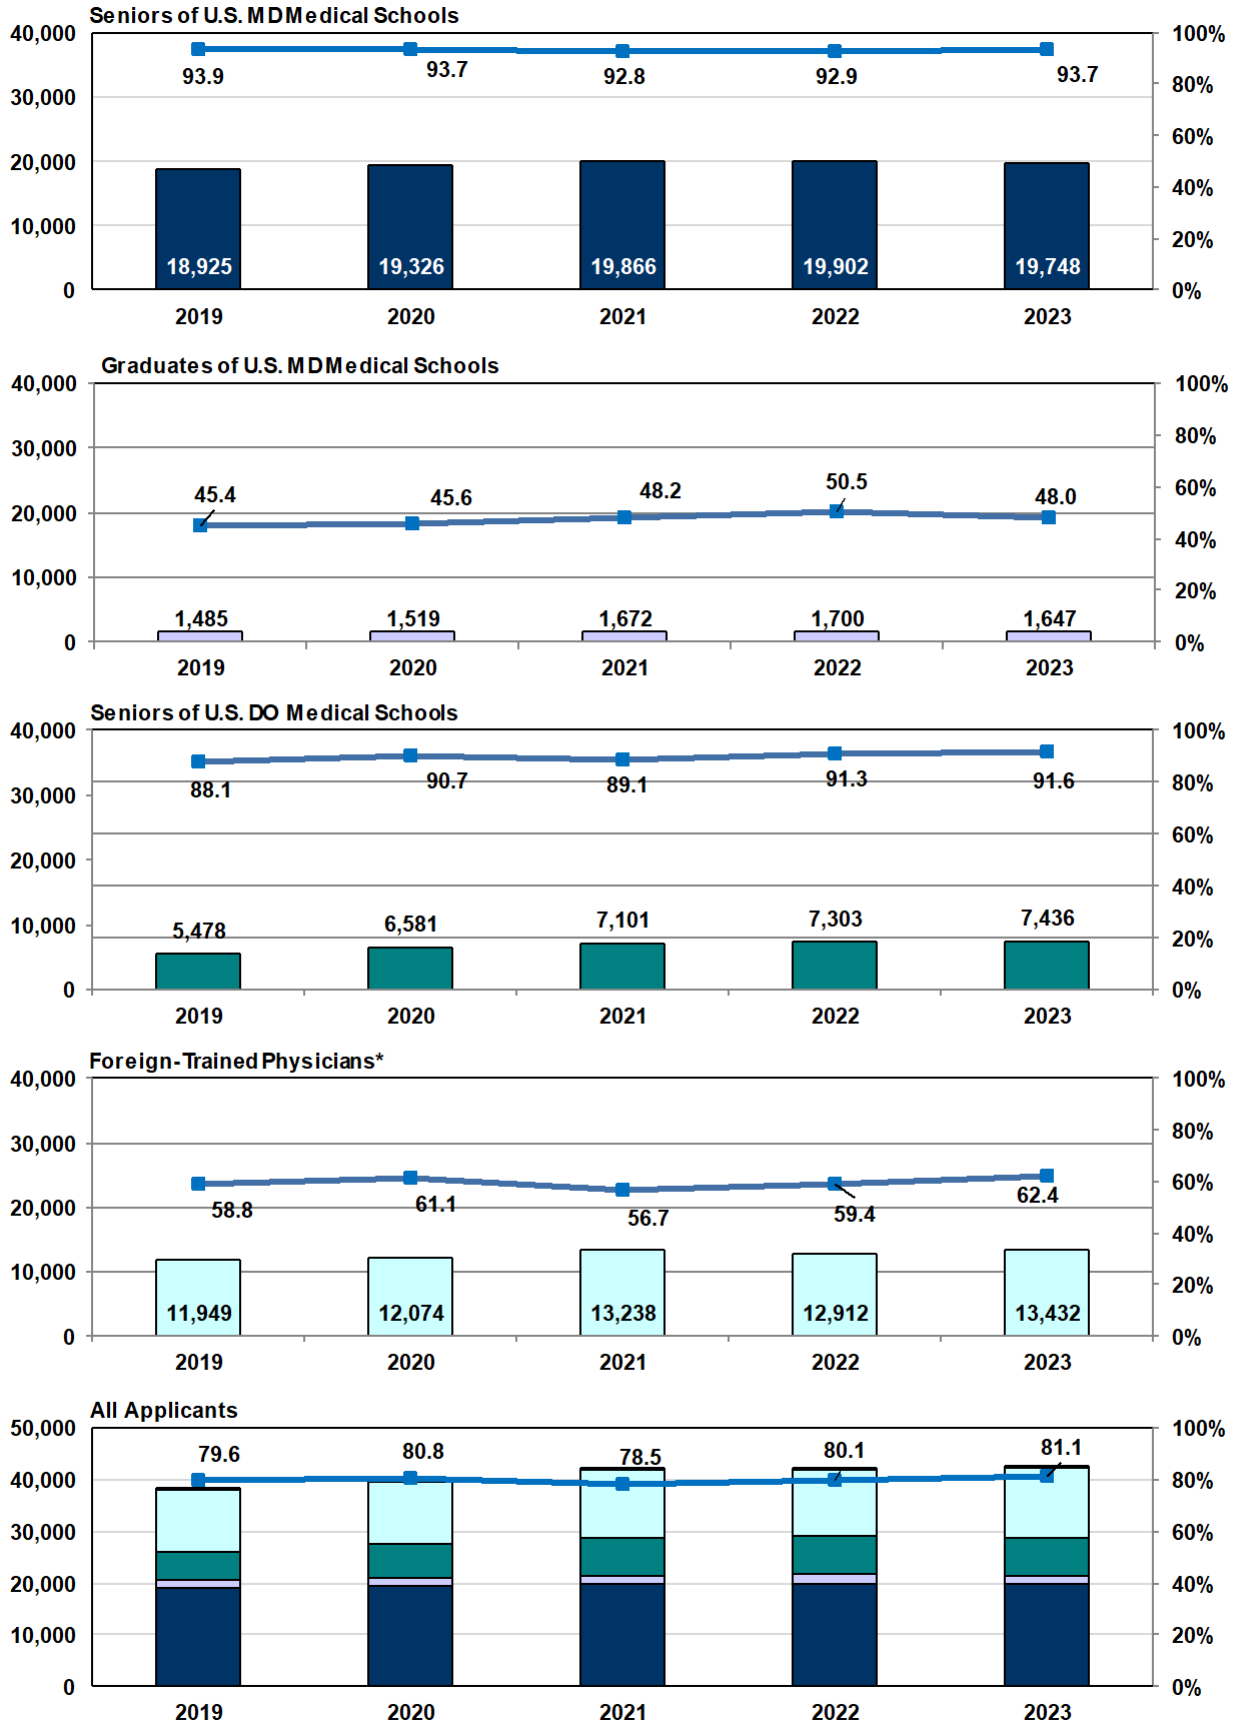 Seniors of U.S. MD Medical Schools
40,000 100%
93.9 93.7 92.8 92.9 93.7
30,000 80%
60%
20,000
40%
10,000
20%
18,925 19,326 19,866 19,902 19,748
0 0%
2019 2020 2021 2022 2023
Graduates of U.S. MD Medical Schools
40,000 100%
80%
30,000
45.4 45.6 48.2 50.5 48.0
60%
20,000
40%
10,000
20%
1,485 1,519 1,672 1,700 1,647
0 0%
2019 2020 2021 2022 2023
Seniors of U.S. DO Medical Schools
40,000 100%
88.1 90.7 89.1 91.3 91.6
30,000 80%
60%
20,000
40%
10,000
5,478 6,581 7,101 7,303 7,436
20%
0 0%
2019 2020 2021 2022 2023
Foreign-Trained Physicians*
40,000 100%
80%
30,000
60%
58.8 61.1 56.7 59.4 62.4
20,000
40%
10,000
20%
11,949 12,074 13,238 12,912 13,432
0 0%
2019 2020 2021 2022 2023
All Applicants
50,000 100%
79.6 80.8 78.5 80.1 81.1
40,000 80%
30,000 60%
20,000 40%
10,000 20%
0 0%
2019 2020 2021 2022 2023